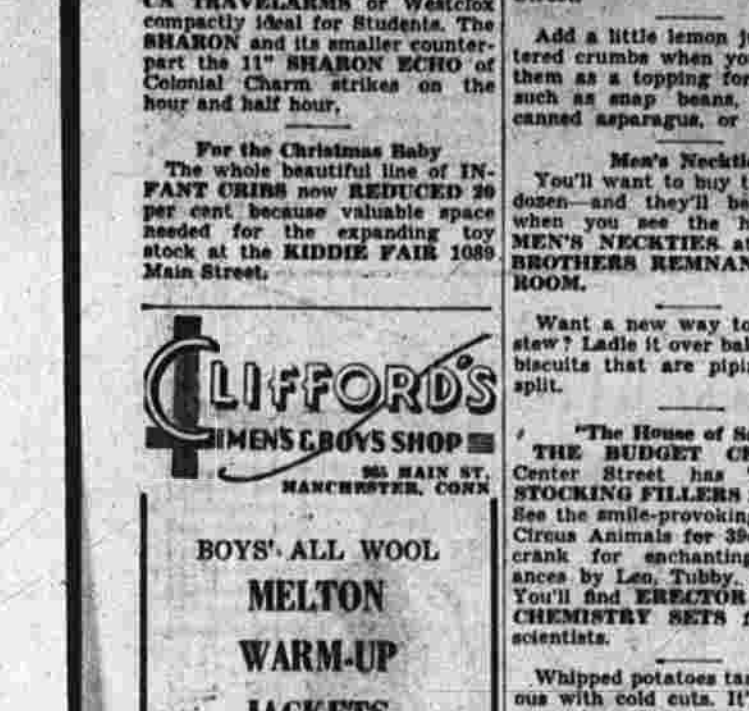 TRAVELARMS or Westclox
compactly ideal for Students. The
SHARON and its smaller counter-
part the 11" SHARON ECHO of
Colonial Charm strikes on the
hour and half hour.
For the Christmas Baby
The whole beautiful line of IN-
FANT CRIBS now REDUCED 20
per cent because valuable space
needed for the expanding toy
stock at the KIDDIE FAIR 1089
Main Street.
CLIFFORD'S
MEN'S & BOYS SHOP
MAIN ST.
MANCHESTER, CONN
BOYS' ALL WOOL
MELTON
WARM-UP
JACKETS
Add a little lemon
tered crumbs when
them as a topping
such as snap beans,
canned asparagus, or
Men's
You'll want to buy
dozen—and they'll
when you see the
MEN'S NECKTIES
BROTHERS
ROOM.
Want a new way
stew? Ladle it over
biscuits that are
split.
"The House of
THE BUDGET
Center Street has
STOCKING FILLERS
See the
Circus Animals for
crank for enchanting
ances by Leo, Tubby
You'll find ERECTOR
CHEMISTRY SETS
scientists.
Whipped potatoes
ous with cold cuts.